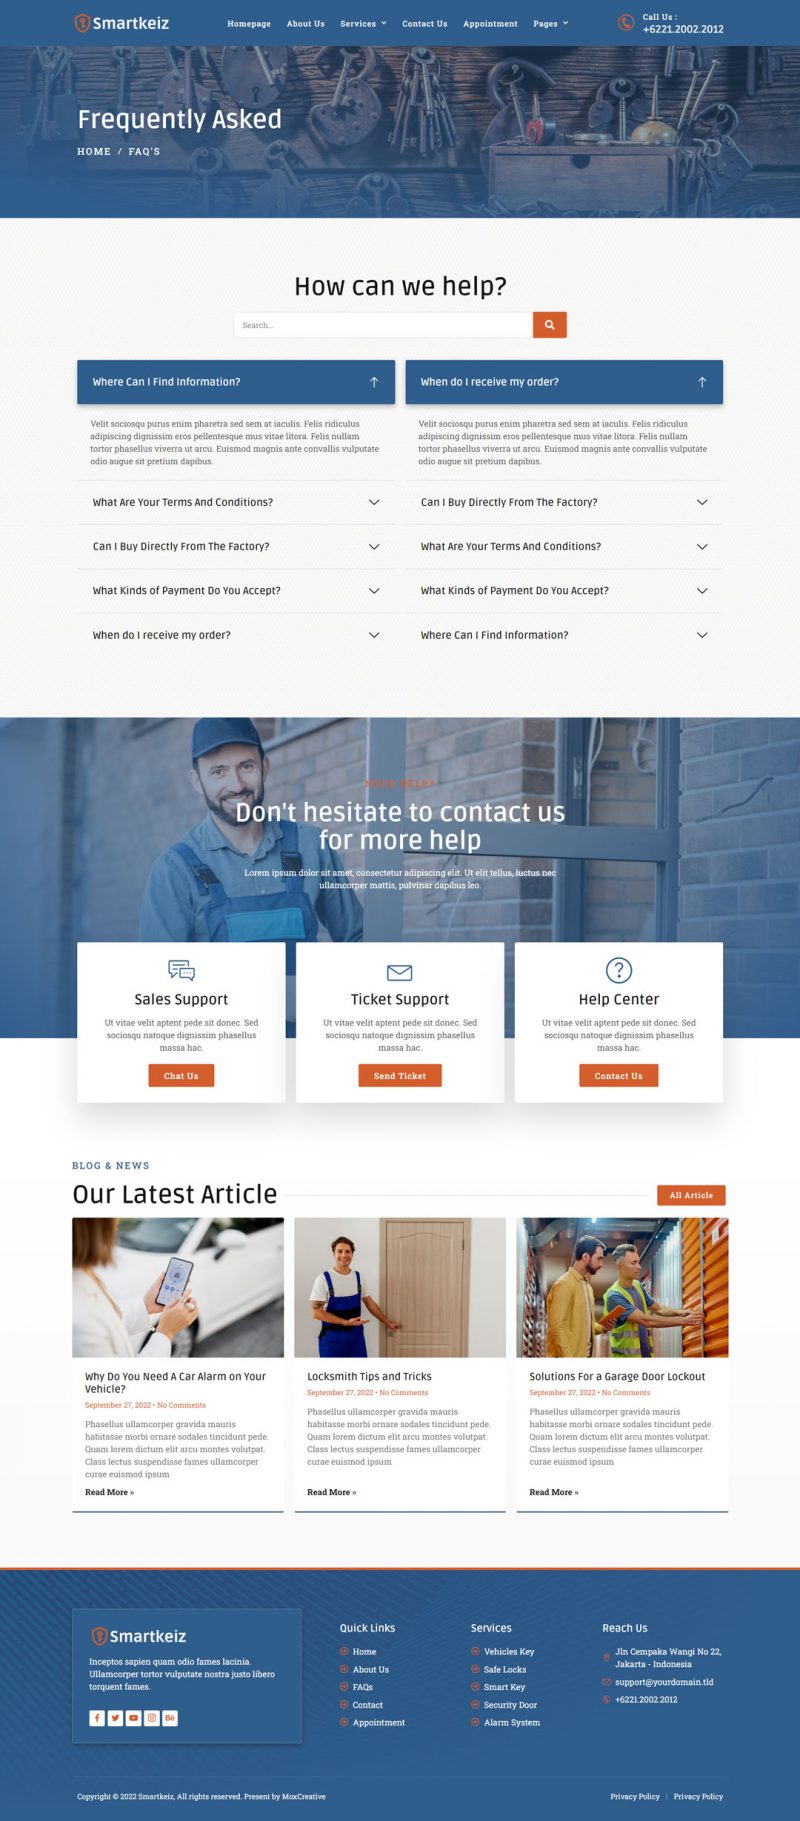 Smartkeiz
Homepage
About Us
Services
Contact Us
Appointment
Pages
Call Us :
+6221.2002.2012
Frequently Asked
HOME / FAQ'S
How can we help?
Search...
Where Can I Find Information?
Velit sociosqu purus enim pharetra sed sem at iaculis. Felis ridiculus
adipiscing dignissim eros pellentesque mus vitae litora. Felis nullam
tortor phasellus viverra ut arcu. Euismod magnis ante convallis vulputate
odio augue sit pretium dapibus.
What Are Your Terms And Conditions?
Can I Buy Directly From The Factory?
What Kinds of Payment Do You Accept?
When do I receive my order?
When do I receive my order?
Velit sociosqu purus enim pharetra sed sem at iaculis. Felis ridiculus
adipiscing dignissim eros pellentesque mus vitae litora. Felis nullam
tortor phasellus viverra ut arcu. Euismod magnis ante convallis vulputate
odio augue sit pretium dapibus.
Can I Buy Directly From The Factory?
What Are Your Terms And Conditions?
What Kinds of Payment Do You Accept?
Where Can I Find Information?
NEED HELP?
Don't hesitate to contact us
for more help
Lorem ipsum dolor sit amet, consectetur adipiscing elit. Ut elit tellus, luctus nec
ullamcorper mattis, pulvinar dapibus leo.
Sales Support
Ut vitae velit aptent pede sit donec. Sed
sociosqu natoque dignissim phasellus
massa hac.
Chat Us
Ticket Support
Ut vitae velit aptent pede sit donec. Sed
sociosqu natoque dignissim phasellus
massa hac.
Send Ticket
Help Center
Ut vitae velit aptent pede sit donec. Sed
sociosqu natoque dignissim phasellus
massa hac.
Contact Us
BLOG & NEWS
Our Latest Article
All Article
Why Do You Need A Car Alarm on Your
Vehicle?
September 27, 2022 • No Comments
Phasellus ullamcorper gravida mauris
habitasse morbi ornare sodales tincidunt pede.
Quam lorem dictum elit arcu montes volutpat.
Class lectus suspendisse fames ullamcorper
curae euismod ipsum
Read More »
Locksmith Tips and Tricks
September 27, 2022 • No Comments
Phasellus ullamcorper gravida mauris
habitasse morbi ornare sodales tincidunt pede.
Quam lorem dictum elit arcu montes volutpat.
Class lectus suspendisse fames ullamcorper
curae euismod ipsum
Read More »
Solutions For a Garage Door Lockout
September 27, 2022 • No Comments
Phasellus ullamcorper gravida mauris
habitasse morbi ornare sodales tincidunt pede.
Quam lorem dictum elit arcu montes volutpat.
Class lectus suspendisse fames ullamcorper
curae euismod ipsum
Read More »
Smartkeiz
Inceptos sapien quam odio fames lacinia.
Ullamcorper tortor vulputate nostra justo libero
torquent fames.
Quick Links
Home
About Us
FAQs
Contact
Appointment
Services
Vehicles Key
Safe Locks
Smart Key
Security Door
Alarm System
Reach Us
Jln Cempaka Wangi No 22,
Jakarta - Indonesia
support@yourdomain.tld
+6221.2002.2012
Copyright © 2022 Smartkeiz, All rights reserved. Present by MoxCreative
Privacy Policy | Privacy Policy